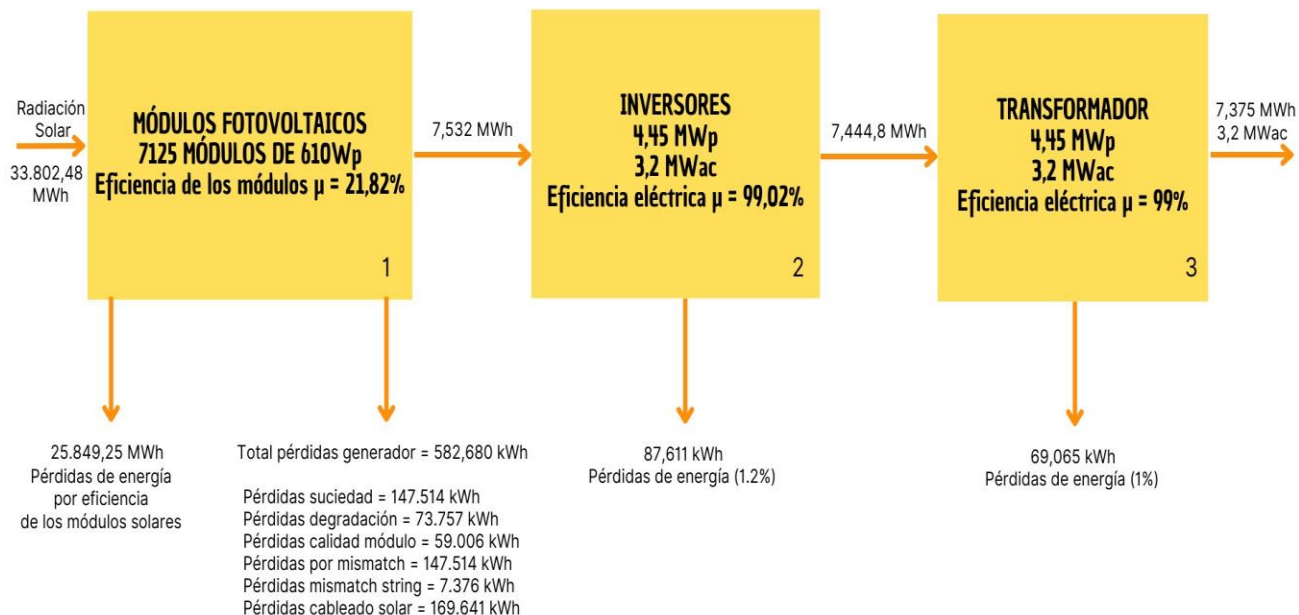 Radiación
Solar
33.802,48
MWh
MÓDULOS FOTOVOLTAICOS
7125 MÓDULOS DE 610Wp
Eficiencia de los módulos µ = 21,82%
1
7,532 MWh
INVERSORES
4,45 MWp
3,2 MWac
Eficiencia eléctrica µ = 99,02%
2
7,444,8 MWh
TRANSFORMADOR
4,45 MWp
3,2 MWac
Eficiencia eléctrica µ = 99%
3
7,375 MWh
3,2 MWac
25.849,25 MWh
Pérdidas de energía
por eficiencia
de los módulos solares
Total pérdidas generador = 582,680 kWh
Pérdidas suciedad = 147.514 kWh
Pérdidas degradación = 73.757 kWh
Pérdidas calidad módulo = 59.006 kWh
Pérdidas por mismatch = 147.514 kWh
Pérdidas mismatch string = 7.376 kWh
Pérdidas cableado solar = 169.641 kWh
87,611 kWh
Pérdidas de energía (1.2%)
69,065 kWh
Pérdidas de energía (1%)